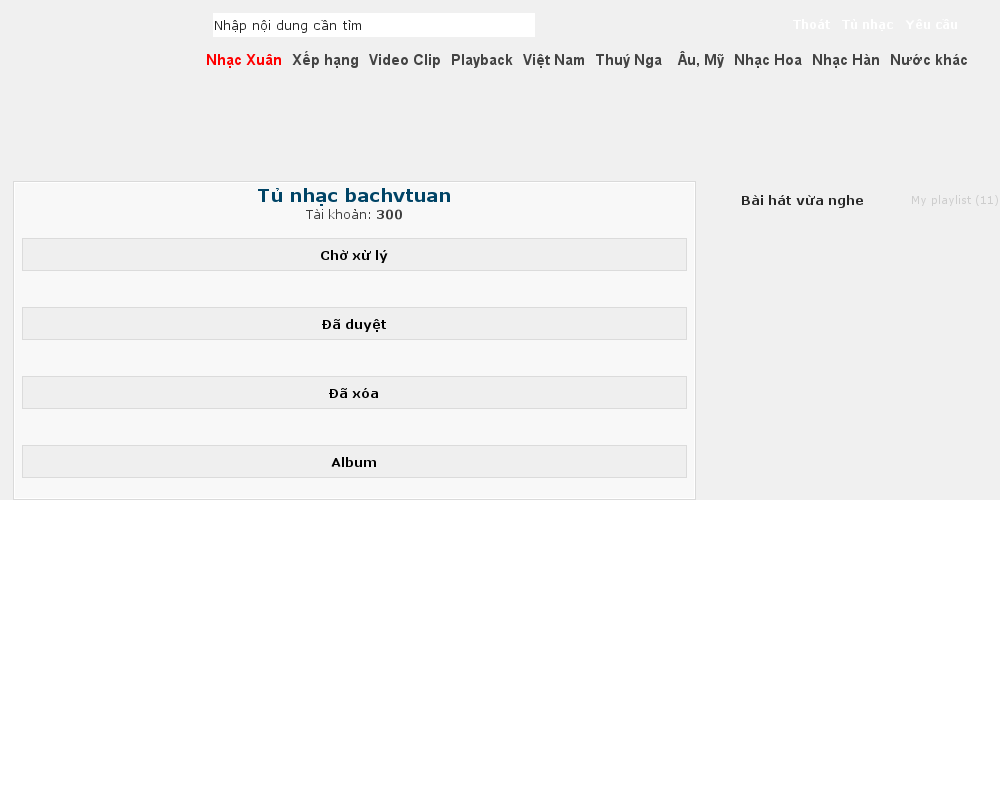 Nhập nội dung cần tìm
Thoát Tủ nhạc Yêu cầu
Nhạc Xuân Xếp hạng Video Clip Playback Việt Nam Thuý Nga Âu, Mỹ Nhạc Hoa Nhạc Hàn Nước khác
Tủ nhạc bachvtuan
Tài khoản: 300
Bài hát vừa nghe My playlist (11)
Chờ xử lý
Đã duyệt
Đã xóa
Album